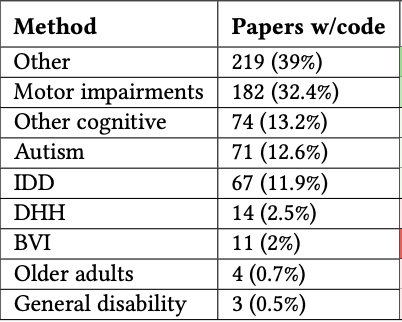 Method Papers w/code
Other 219 (39%)
Motor impairments 182 (32.4%)
Other cognitive 74 (13.2%)
Autism 71 (12.6%)
IDD 67 (11.9%)
DHH 14 (2.5%)
BVI 11 (2%)
Older adults 4 (0.7%)
General disability 3 (0.5%)